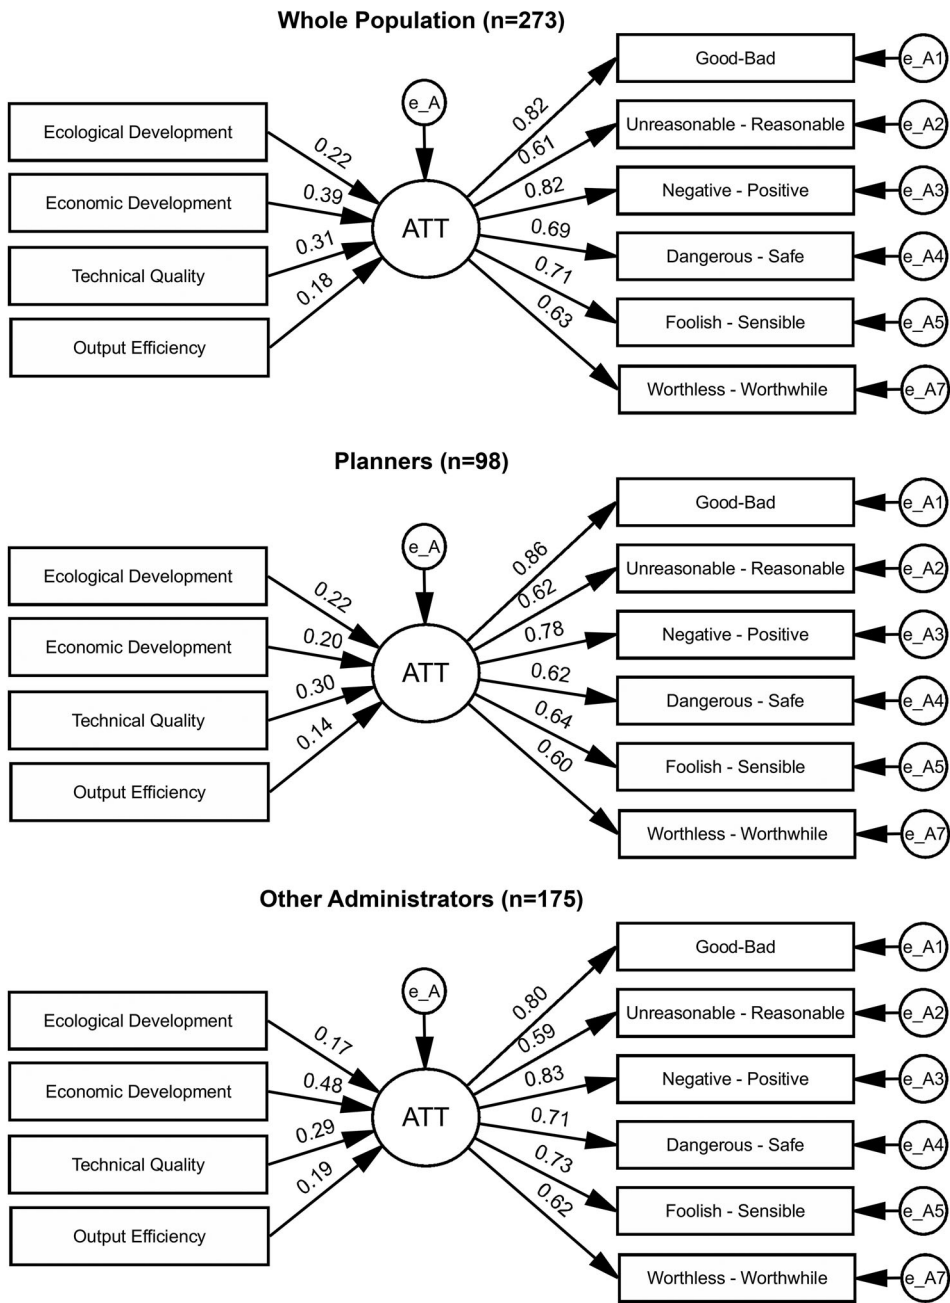 Whole Population (n=273)
Ecological Development
Economic Development
Technical Quality
Output Efficiency
0.22
0.39
0.31
0.18
e_A
ATT
0.82
0.61
0.82
0.69
0.71
0.63
Good-Bad
Unreasonable - Reasonable
Negative - Positive
Dangerous - Safe
Foolish - Sensible
Worthless - Worthwhile
e_A1
e_A2
e_A3
e_A4
e_A5
e_A7
Planners (n=98)
Ecological Development
Economic Development
Technical Quality
Output Efficiency
0.22
0.20
0.30
0.14
e_A
ATT
0.86
0.62
0.78
0.62
0.64
0.60
Good-Bad
Unreasonable - Reasonable
Negative - Positive
Dangerous - Safe
Foolish - Sensible
Worthless - Worthwhile
e_A1
e_A2
e_A3
e_A4
e_A5
e_A7
Other Administrators (n=175)
Ecological Development
Economic Development
Technical Quality
Output Efficiency
0.17
0.48
0.29
0.19
e_A
ATT
0.80
0.59
0.83
0.71
0.73
0.62
Good-Bad
Unreasonable - Reasonable
Negative - Positive
Dangerous - Safe
Foolish - Sensible
Worthless - Worthwhile
e_A1
e_A2
e_A3
e_A4
e_A5
e_A7